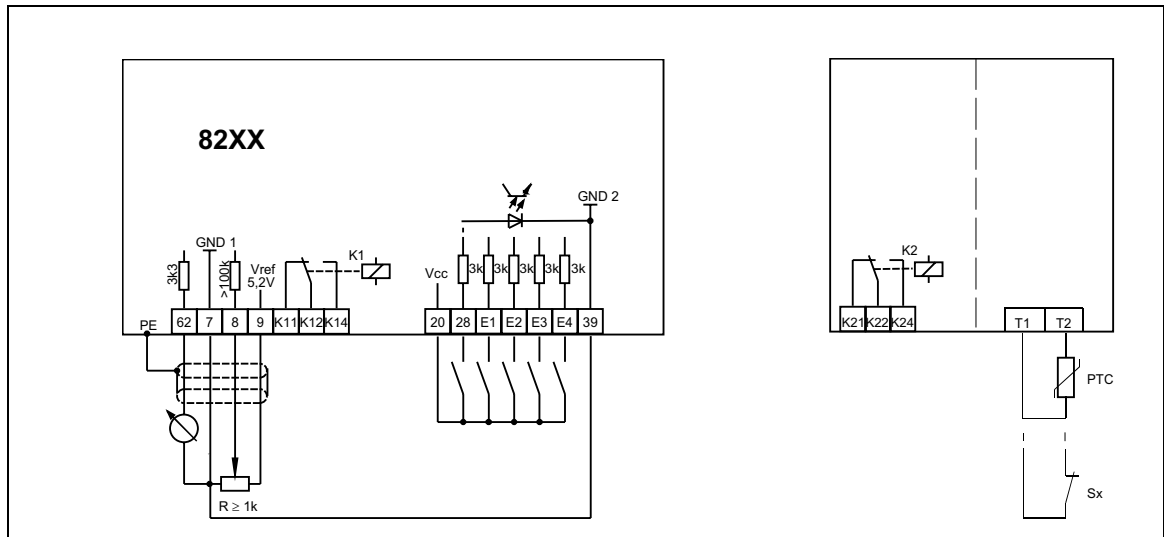 82XX
GND 2
GND 1
3k3
>100k
Vref
5,2V
K1
Vcc
3k
3k
3k
3k
3k
K2
PE
62
7
8
9
K11
K12
K14
20
28
E1
E2
E3
E4
39
K21
K22
K24
T1
T2
PTC
R ≥ 1k
Sx